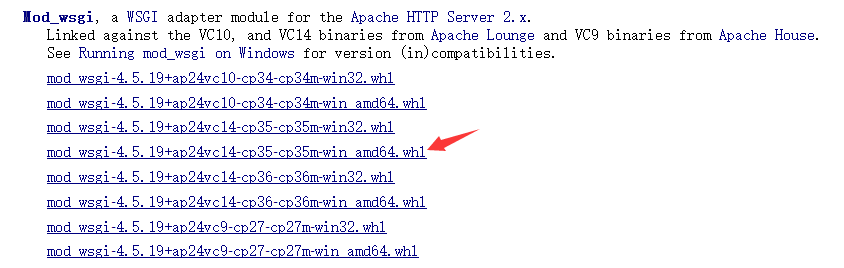 Mod_wsgi, a WSGI adapter module for the Apache HTTP Server 2.x.
Linked against the VC10, and VC14 binaries from Apache Lounge and VC9 binaries from Apache House.
See Running mod_wsgi on Windows for version (in)compatibilities.
mod_wsgi-4.5.19+ap24vc10-cp34-cp34m-win32.whl
mod_wsgi-4.5.19+ap24vc10-cp34-cp34m-win_amd64.whl
mod_wsgi-4.5.19+ap24vc14-cp35-cp35m-win32.whl
mod_wsgi-4.5.19+ap24vc14-cp35-cp35m-win_amd64.whl
mod_wsgi-4.5.19+ap24vc14-cp36-cp36m-win32.whl
mod_wsgi-4.5.19+ap24vc14-cp36-cp36m-win_amd64.whl
mod_wsgi-4.5.19+ap24vc9-cp27-cp27m-win32.whl
mod_wsgi-4.5.19+ap24vc9-cp27-cp27m-win_amd64.whl